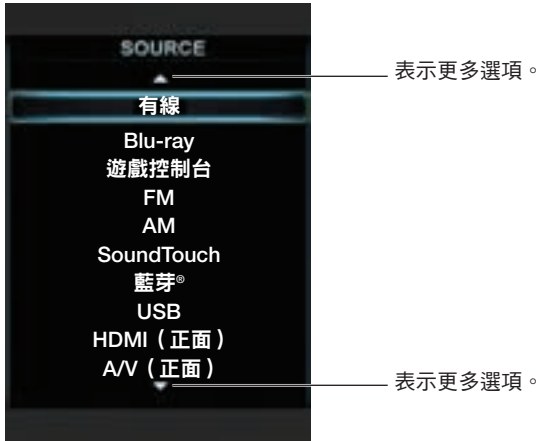 SOURCE
表示更多選項。
有線
Blu-ray
遊戲控制台
FM
AM
SoundTouch
藍芽®
USB
HDMI（正面）
A/V（正面）
表示更多選項。